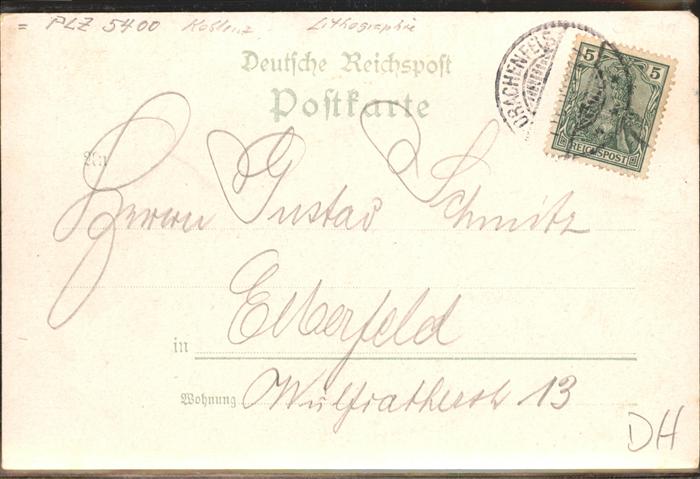 = PLZ 5400 Koblenz Lithographie
Deutsche Reichspost
Postkarte
DRACHENFELS
5 5
REICHSPOST
An
Herrn Gustav Schmitz
Elberfeld
in
Wohnung Wülfratherstr 13
DH